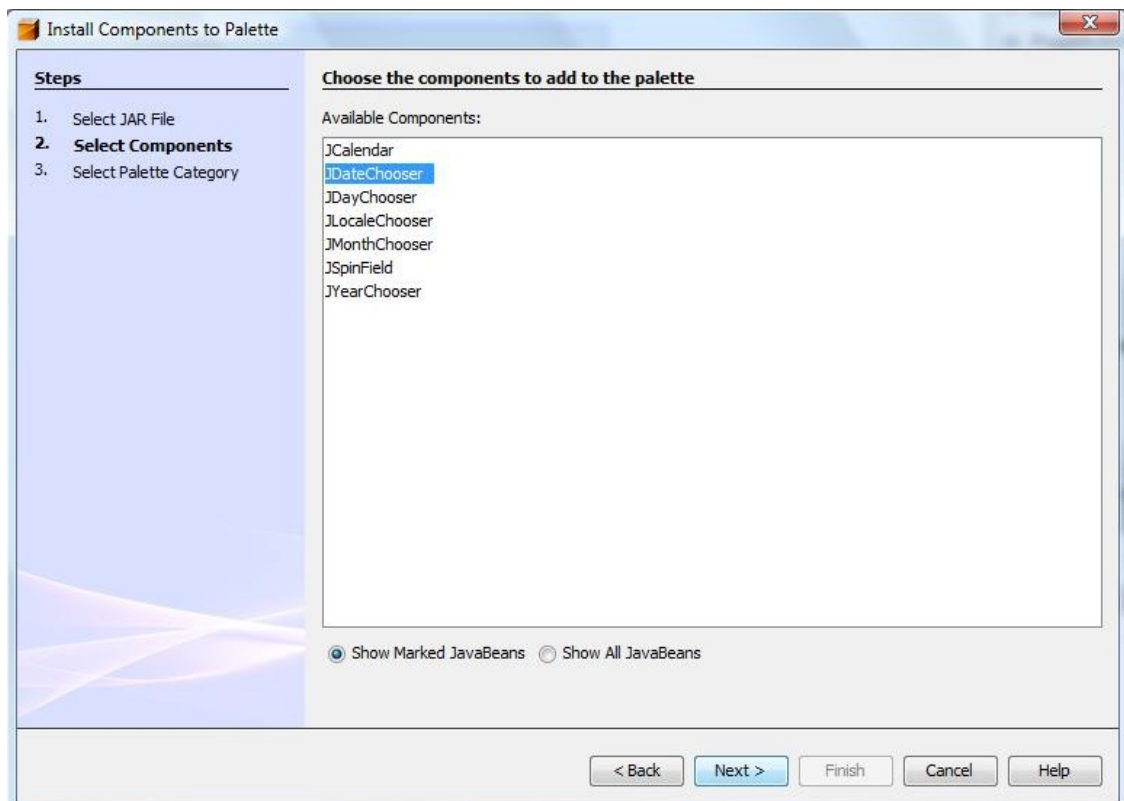 Install Components to Palette
Steps
1. Select JAR File
2. Select Components
3. Select Palette Category
Choose the components to add to the palette
Available Components:
JCalendar
JDateChooser
JDayChooser
JLocaleChooser
JMonthChooser
JSpinField
JYearChooser
Show Marked JavaBeans Show All JavaBeans
< Back Next > Finish Cancel Help